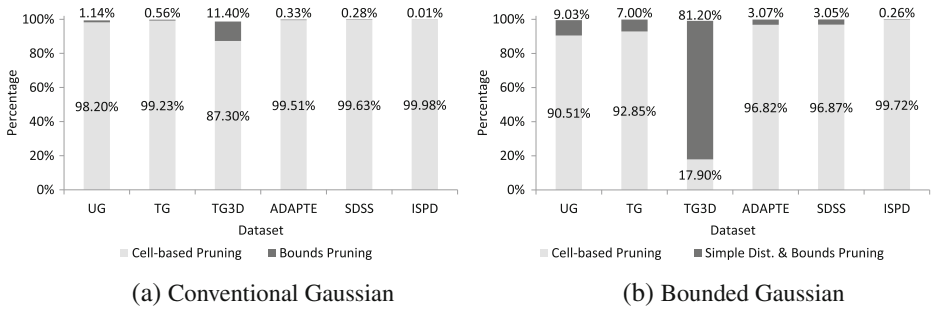 1.14% 0.56% 11.40% 0.33% 0.28% 0.01%
100%
80%
60%
40%
20%
0%
Percentage
98.20% 99.23% 87.30% 99.51% 99.63% 99.98%
UG TG TG3D ADAPTE SDSS ISPD
Dataset
Cell-based Pruning Bounds Pruning
(a) Conventional Gaussian
9.03% 7.00% 81.20% 3.07% 3.05% 0.26%
100%
80%
60%
40%
20%
0%
Percentage
90.51% 92.85% 17.90% 96.82% 96.87% 99.72%
UG TG TG3D ADAPTE SDSS ISPD
Dataset
Cell-based Pruning Simple Dist. & Bounds Pruning
(b) Bounded Gaussian